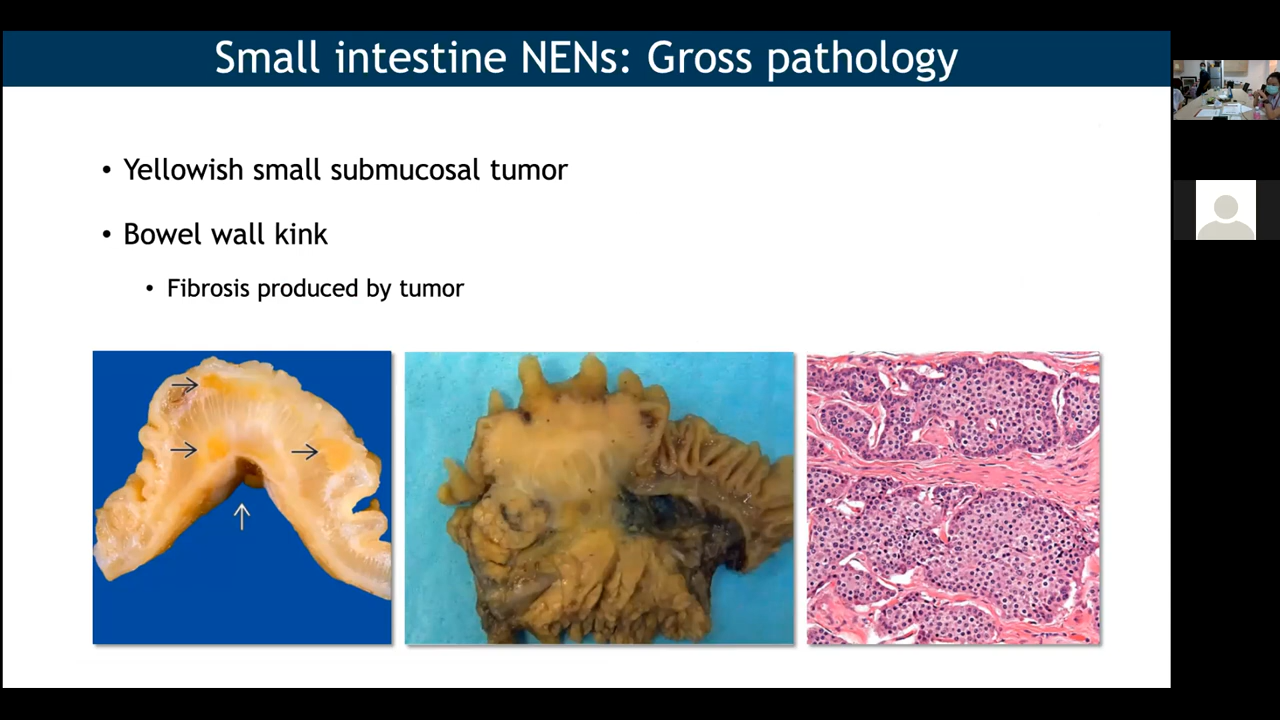 Small intestine NENs: Gross pathology
• Yellowish small submucosal tumor
• Bowel wall kink
• Fibrosis produced by tumor